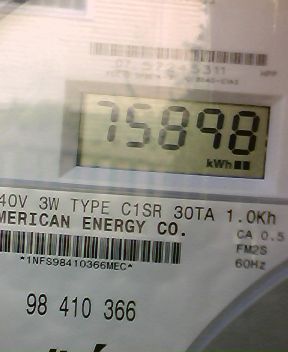 75898
kWh
40V 3W TYPE C1SR 30TA 1.0Kh
MERICAN ENERGY CO.
CA 0.5
FM2S
60Hz
*1NFS98410366MEC*
98 410 366